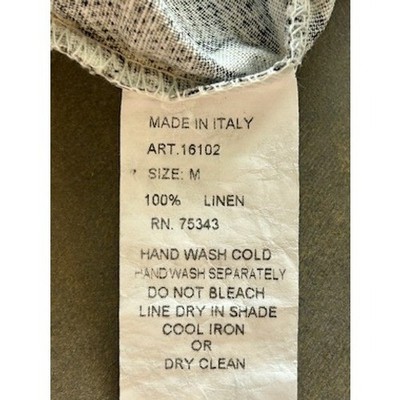 MADE IN ITALY
ART.16102
SIZE: M
100% LINEN
RN. 75343
HAND WASH COLD
HAND WASH SEPARATELY
DO NOT BLEACH
LINE DRY IN SHADE
COOL IRON
OR
DRY CLEAN